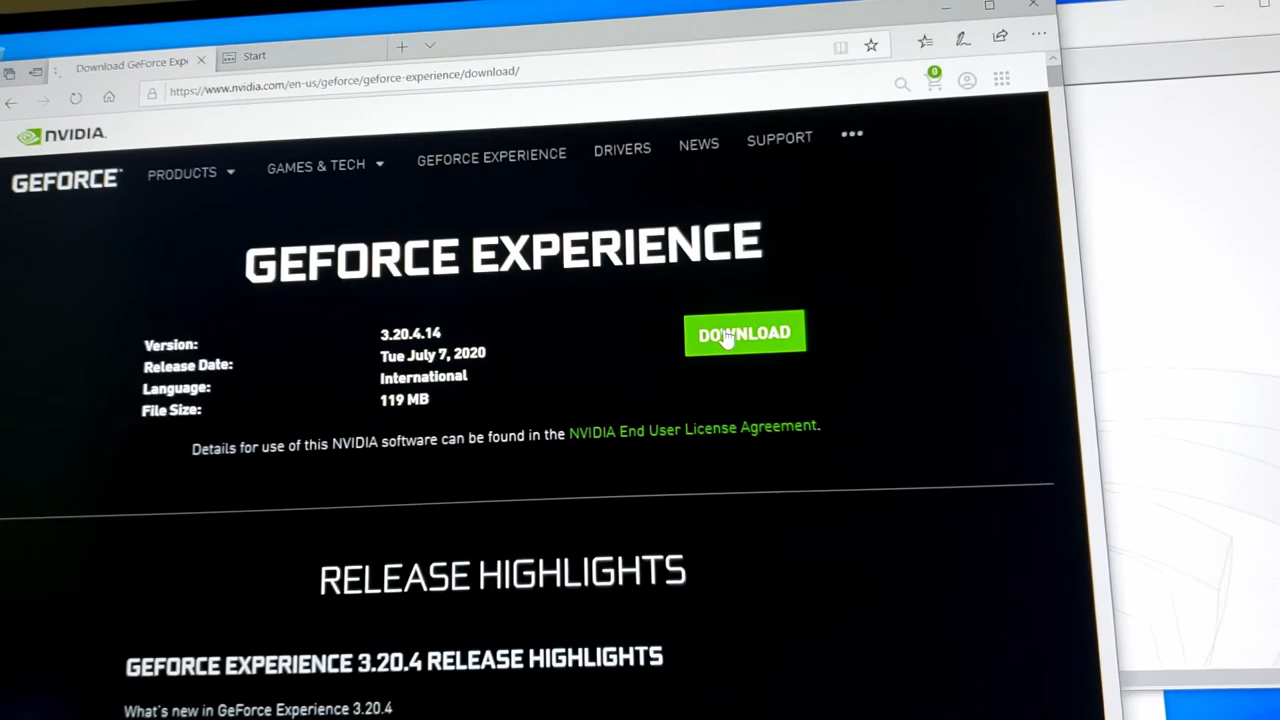 Download GeForce Exp
Start
https://www.nvidia.com/en-us/geforce/geforce-experience/download/
0
NVIDIA.
GEFORCE PRODUCTS GAMES & TECH GEFORCE EXPERIENCE DRIVERS NEWS SUPPORT
GEFORCE EXPERIENCE
Version: 3.20.4.14
Release Date: Tue July 7, 2020
Language: International
File Size: 119 MB
DOWNLOAD
Details for use of this NVIDIA software can be found in the NVIDIA End User License Agreement.
RELEASE HIGHLIGHTS
GEFORCE EXPERIENCE 3.20.4 RELEASE HIGHLIGHTS
What's new in GeForce Experience 3.20.4